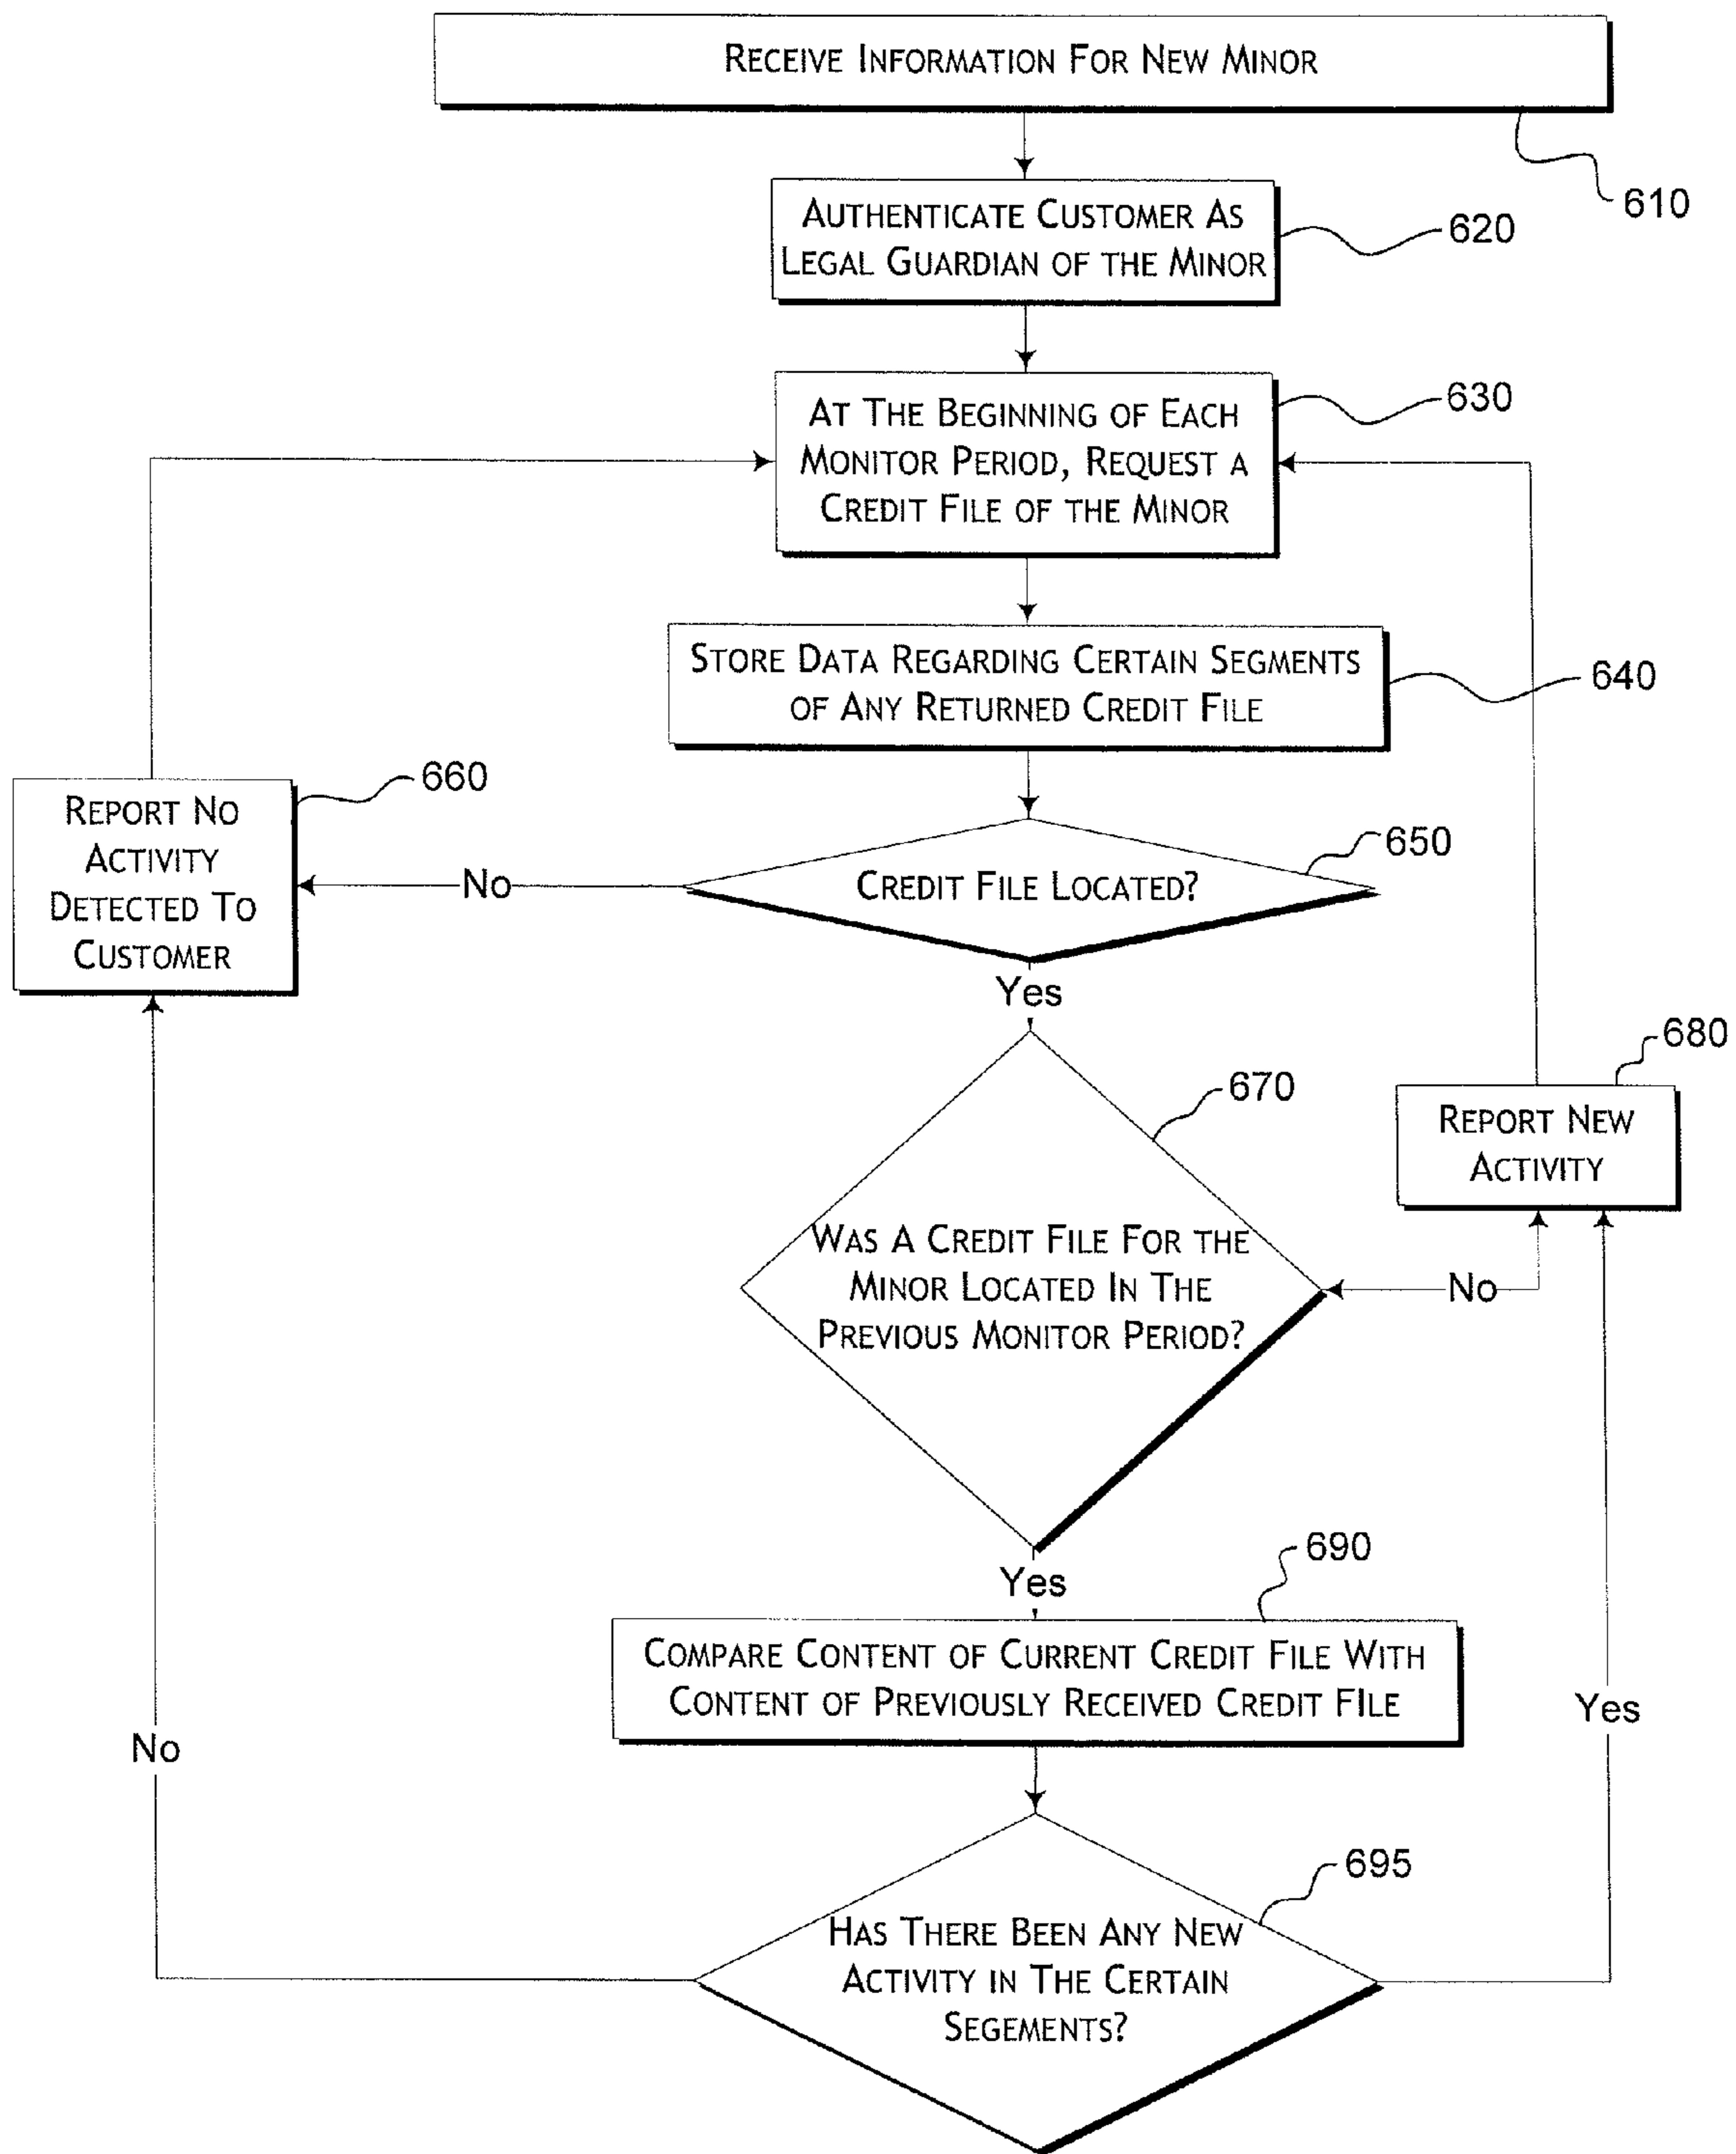 RECEIVE INFORMATION FOR NEW MINOR
610
AUTHENTICATE CUSTOMER AS
LEGAL GUARDIAN OF THE MINOR
620
AT THE BEGINNING OF EACH
MONITOR PERIOD, REQUEST A
CREDIT FILE OF THE MINOR
630
STORE DATA REGARDING CERTAIN SEGMENTS
OF ANY RETURNED CREDIT FILE
640
REPORT NO
ACTIVITY
DETECTED TO
CUSTOMER
660
No
CREDIT FILE LOCATED?
650
Yes
WAS A CREDIT FILE FOR THE
MINOR LOCATED IN THE
PREVIOUS MONITOR PERIOD?
670
No
REPORT NEW
ACTIVITY
680
Yes
COMPARE CONTENT OF CURRENT CREDIT FILE WITH
CONTENT OF PREVIOUSLY RECEIVED CREDIT FILE
690
No
Yes
HAS THERE BEEN ANY NEW
ACTIVITY IN THE CERTAIN
SEGEMENTS?
695